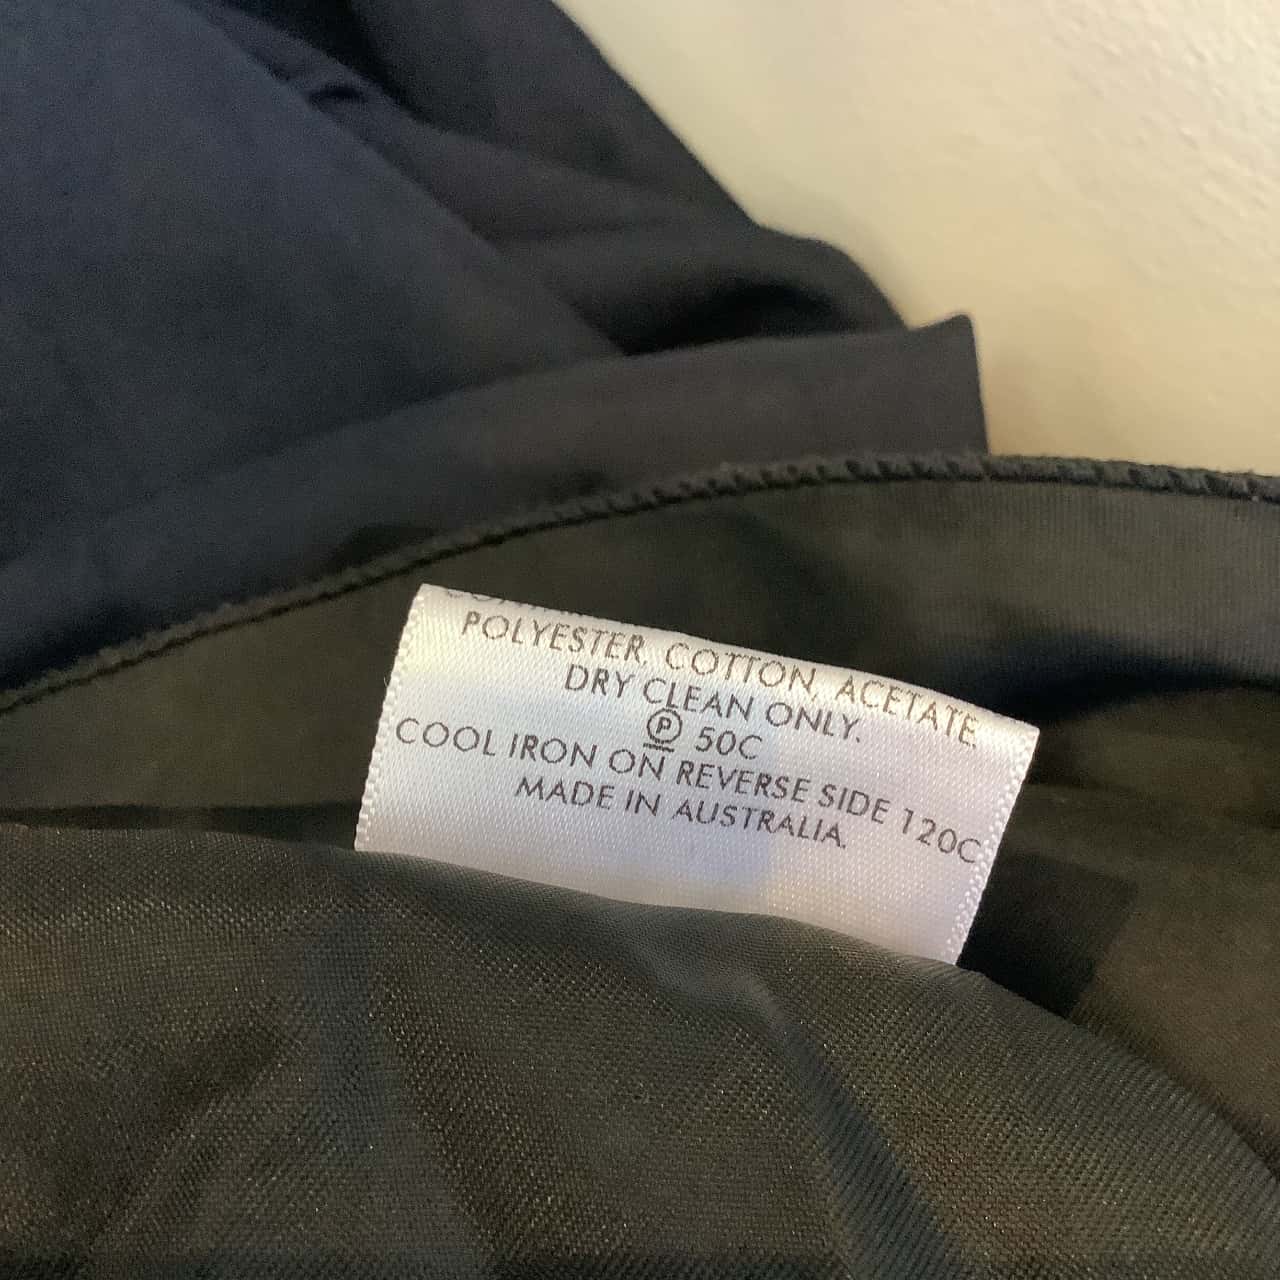 POLYESTER, COTTON, ACETATE.
DRY CLEAN ONLY.
Ⓟ 50C
COOL IRON ON REVERSE SIDE 120C
MADE IN AUSTRALIA.